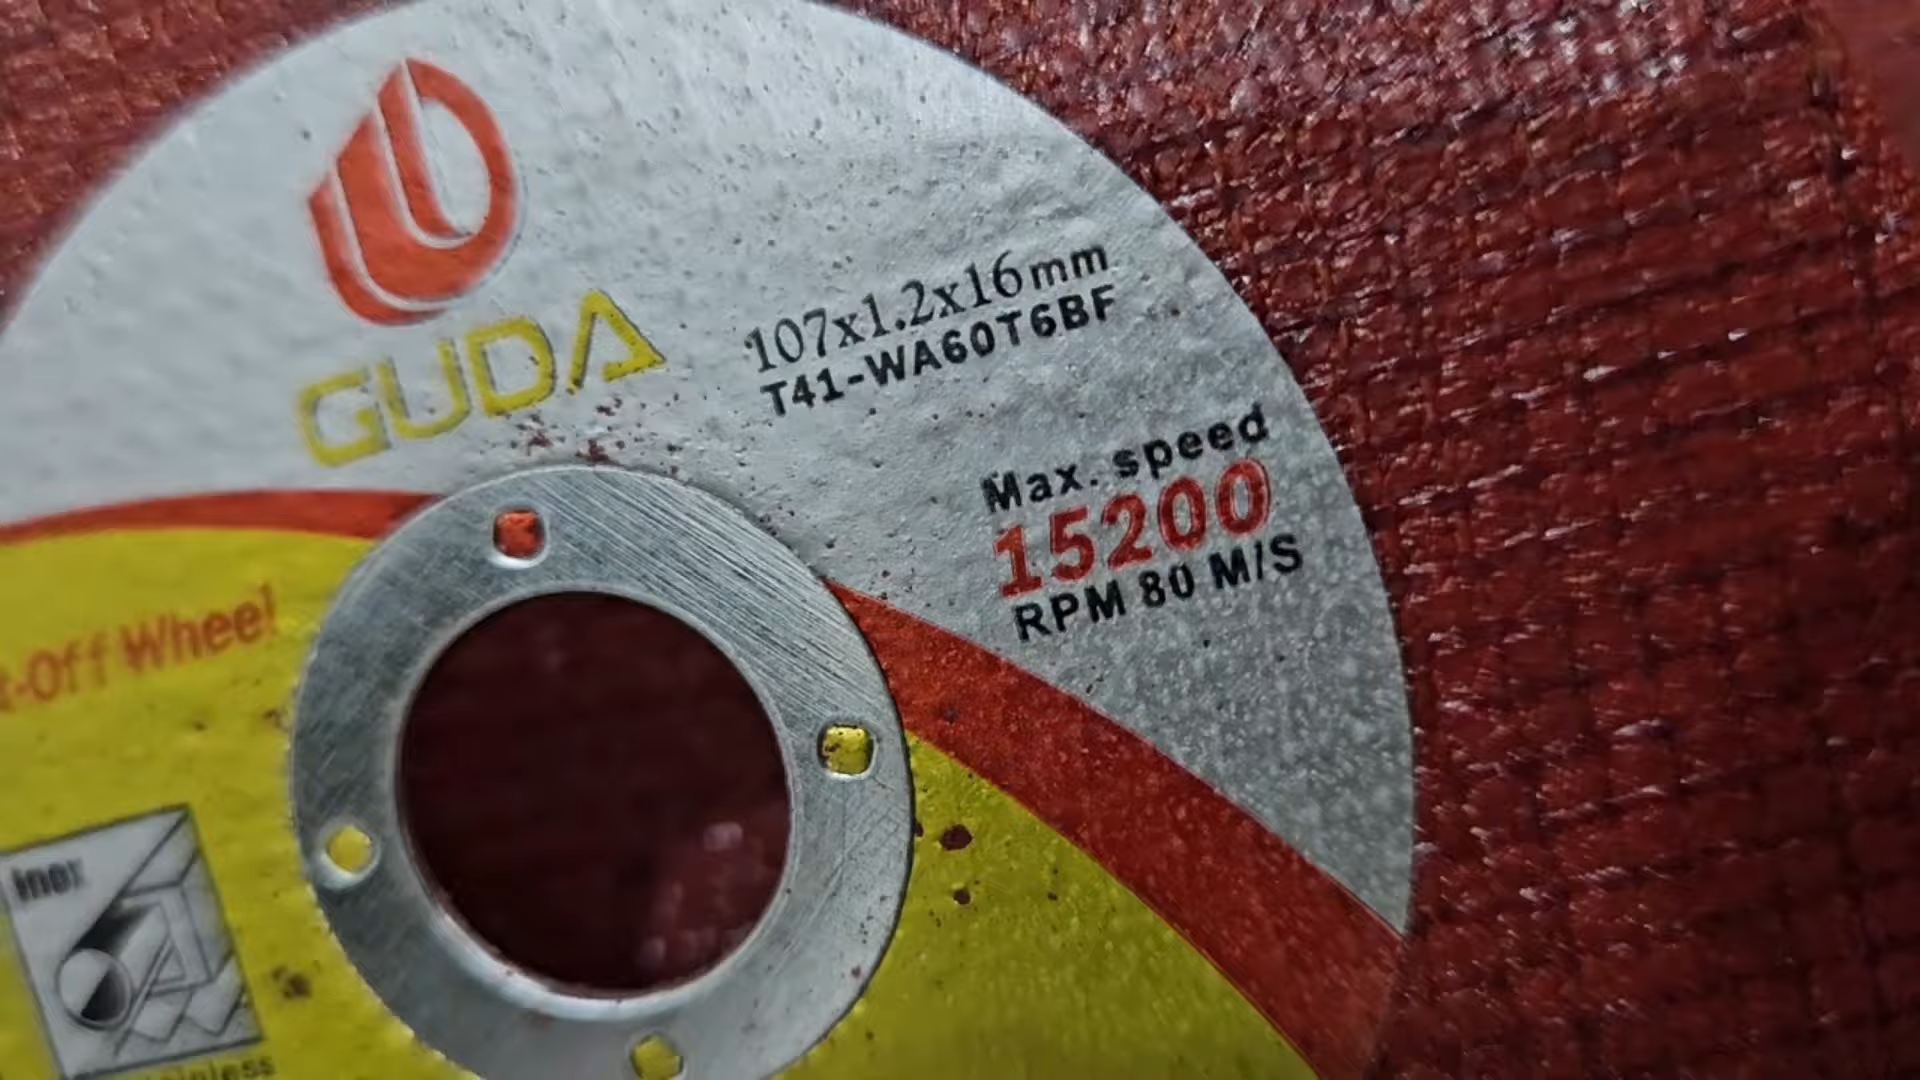 GUDA
107x1.2x16mm
T41-WA60T6BF
Max. speed
15200
RPM 80 M/S
t-Off Wheel
Inox